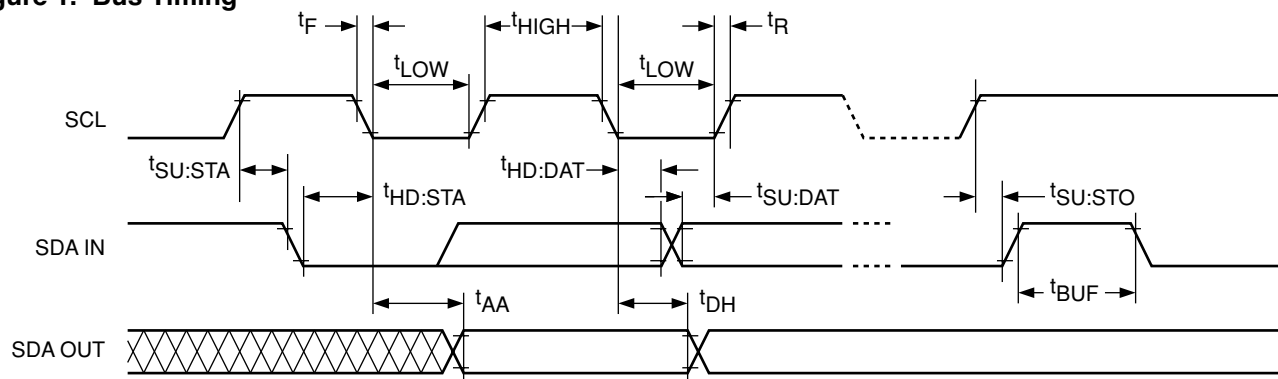 gure 1. Bus Timing
tF
tHIGH
tR
tLOW
tLOW
SCL
tSU:STA
tHD:STA
tHD:DAT
tSU:DAT
tSU:STO
SDA IN
tBUF
tAA
tDH
SDA OUT